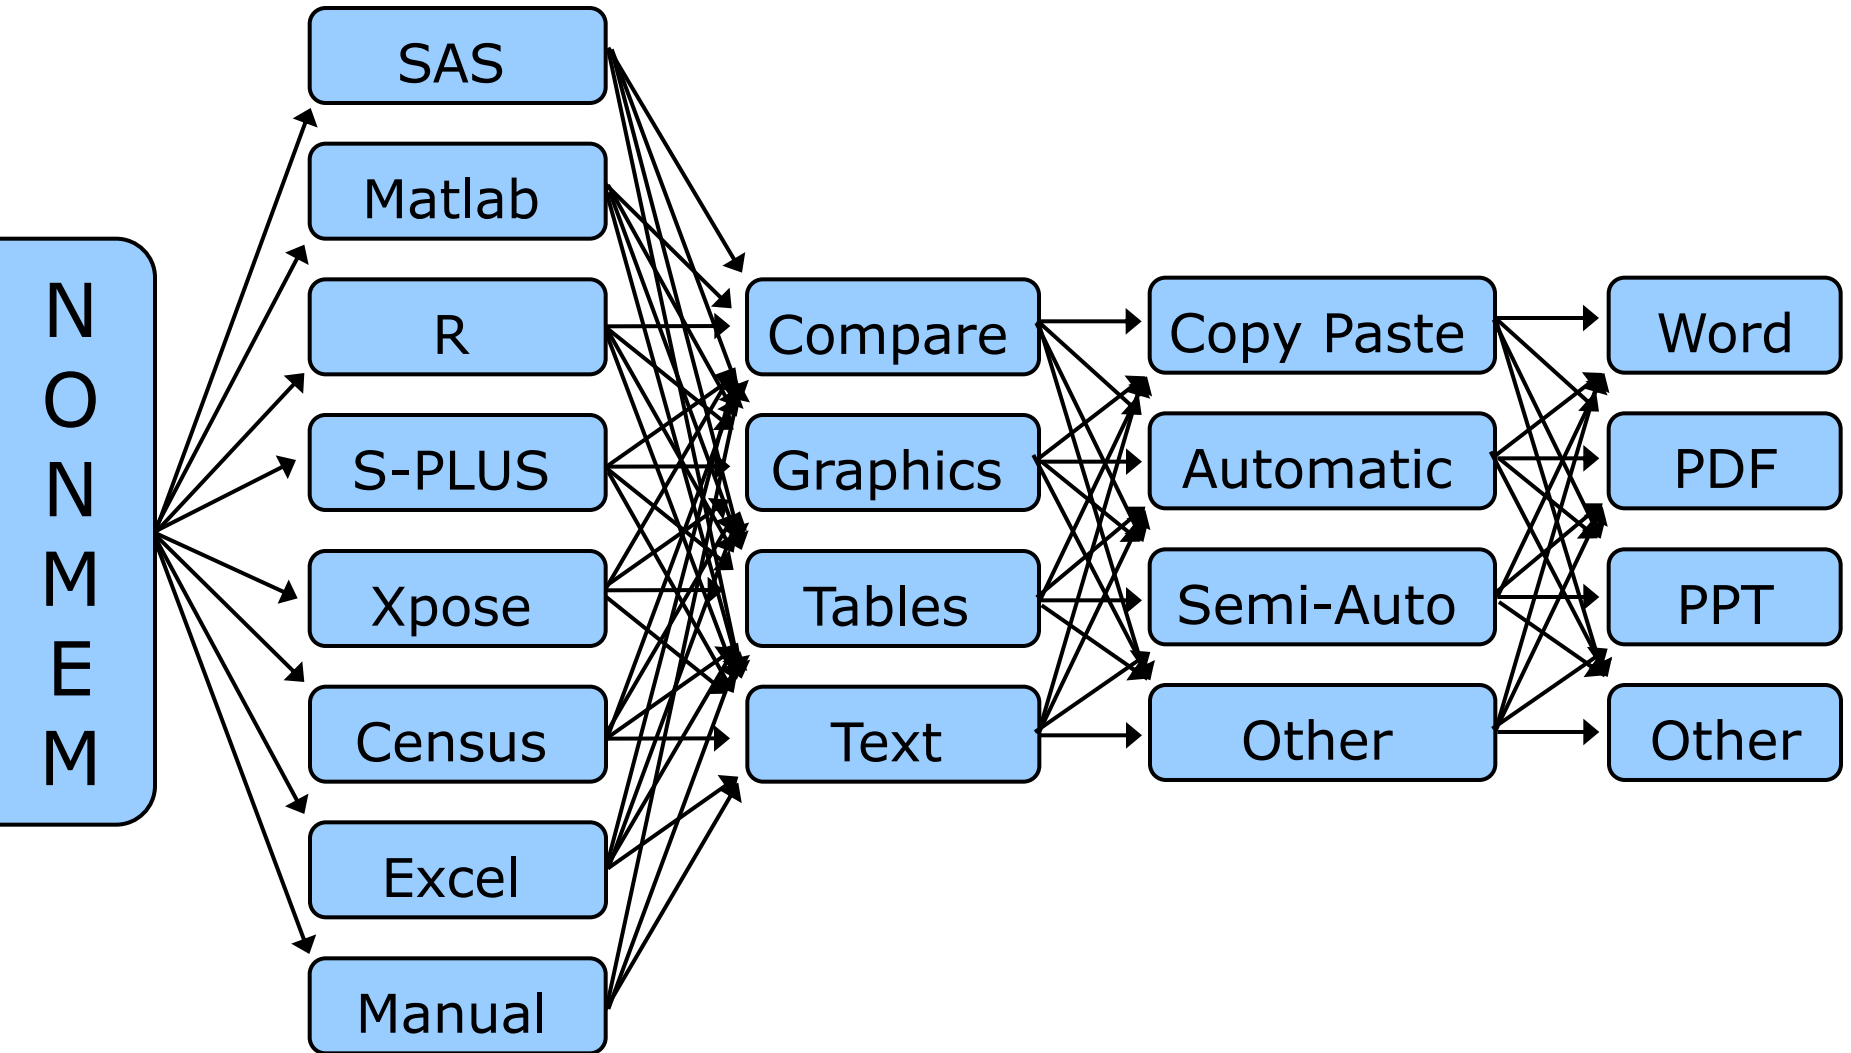 N
O
N
M
E
M
SAS
Matlab
R
S-PLUS
Xpose
Census
Excel
Manual
Compare
Graphics
Tables
Text
Copy Paste
Automatic
Semi-Auto
Other
Word
PDF
PPT
Other